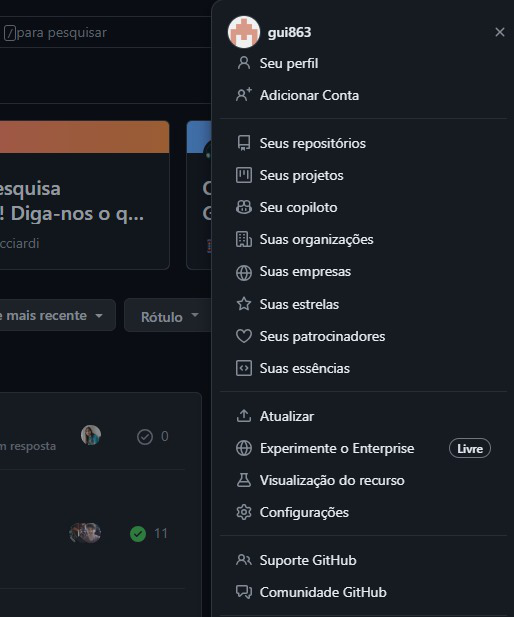 / para pesquisar
esquisa
! Diga-nos o q...
cciardi
C
G
e mais recente
Rótulo
m resposta
0
11
gui863
Seu perfil
Adicionar Conta
Seus repositórios
Seus projetos
Seu copiloto
Suas organizações
Suas empresas
Suas estrelas
Seus patrocinadores
Suas essências
Atualizar
Experimente o Enterprise Livre
Visualização do recurso
Configurações
Suporte GitHub
Comunidade GitHub